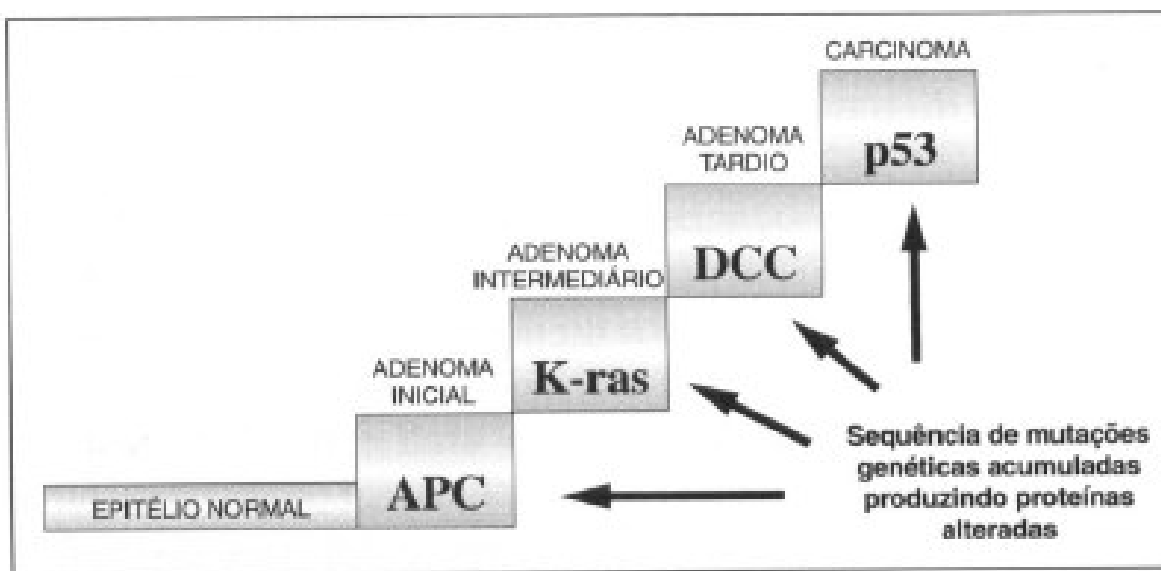 CARCINOMA
p53
ADENOMA
TARDIO
DCC
ADENOMA
INTERMEDIÁRIO
K-ras
ADENOMA
INICIAL
APC
EPITÉLIO NORMAL
Sequência de mutações
genéticas acumuladas
produzindo proteínas
alteradas